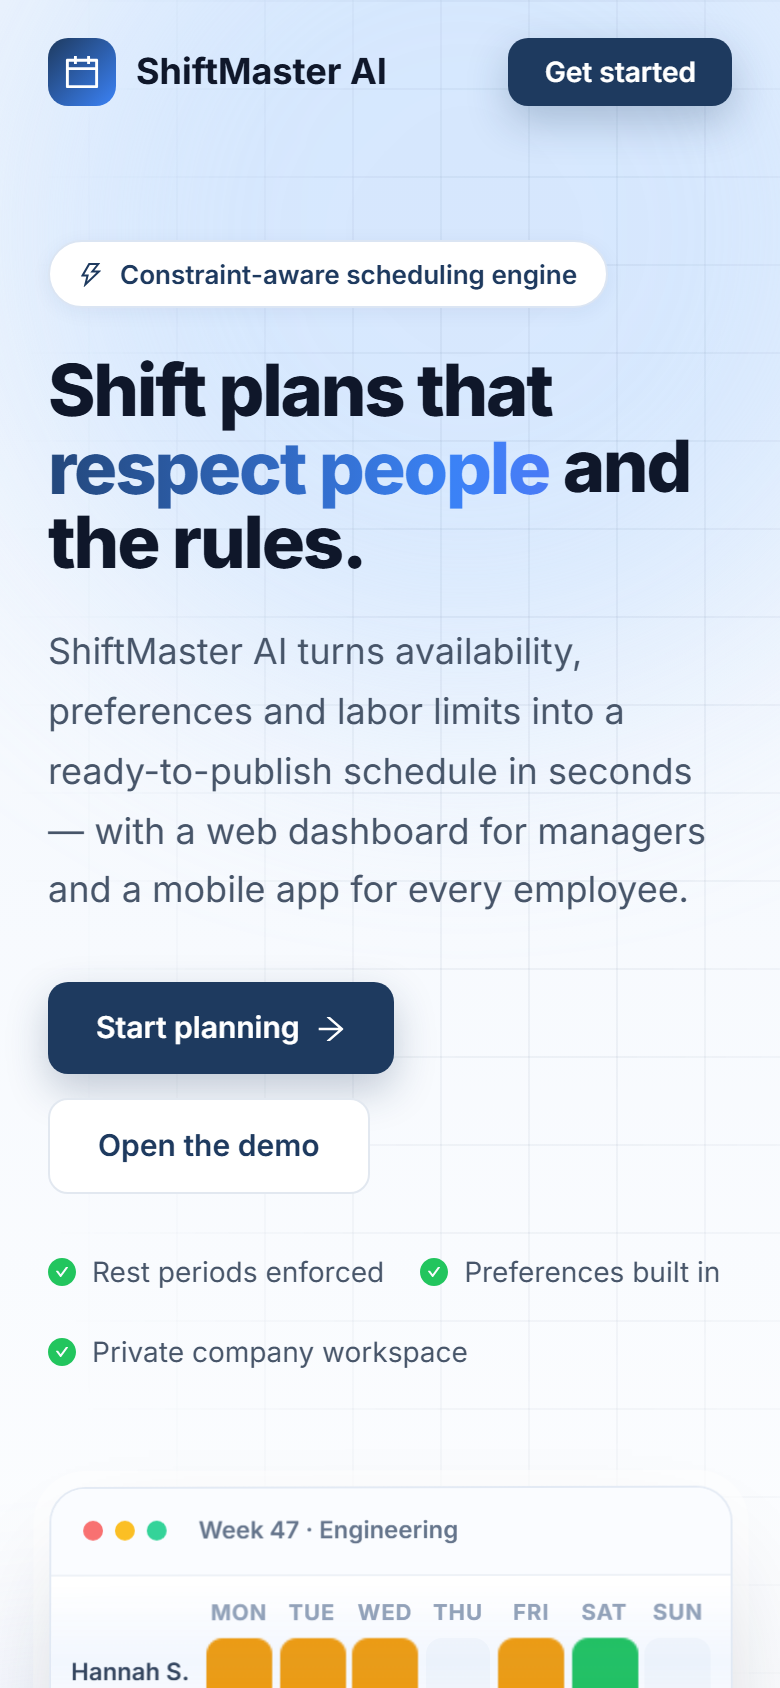 ShiftMaster AI
Get started
Constraint-aware scheduling engine
Shift plans that
respect people and
the rules.
ShiftMaster AI turns availability,
preferences and labor limits into a
ready-to-publish schedule in seconds
— with a web dashboard for managers
and a mobile app for every employee.
Start planning →
Open the demo
Rest periods enforced
Preferences built in
Private company workspace
Week 47 · Engineering
MON TUE WED THU FRI SAT SUN
Hannah S.